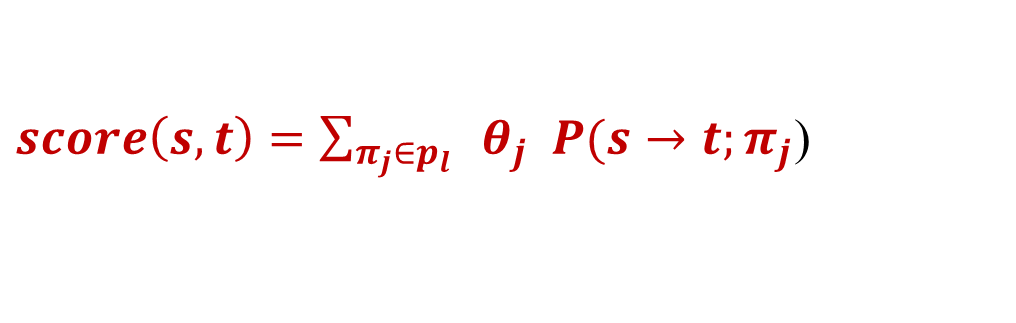 score(s, t) = ∑_{π_j∈p_l} θ_j P(s → t; π_j)